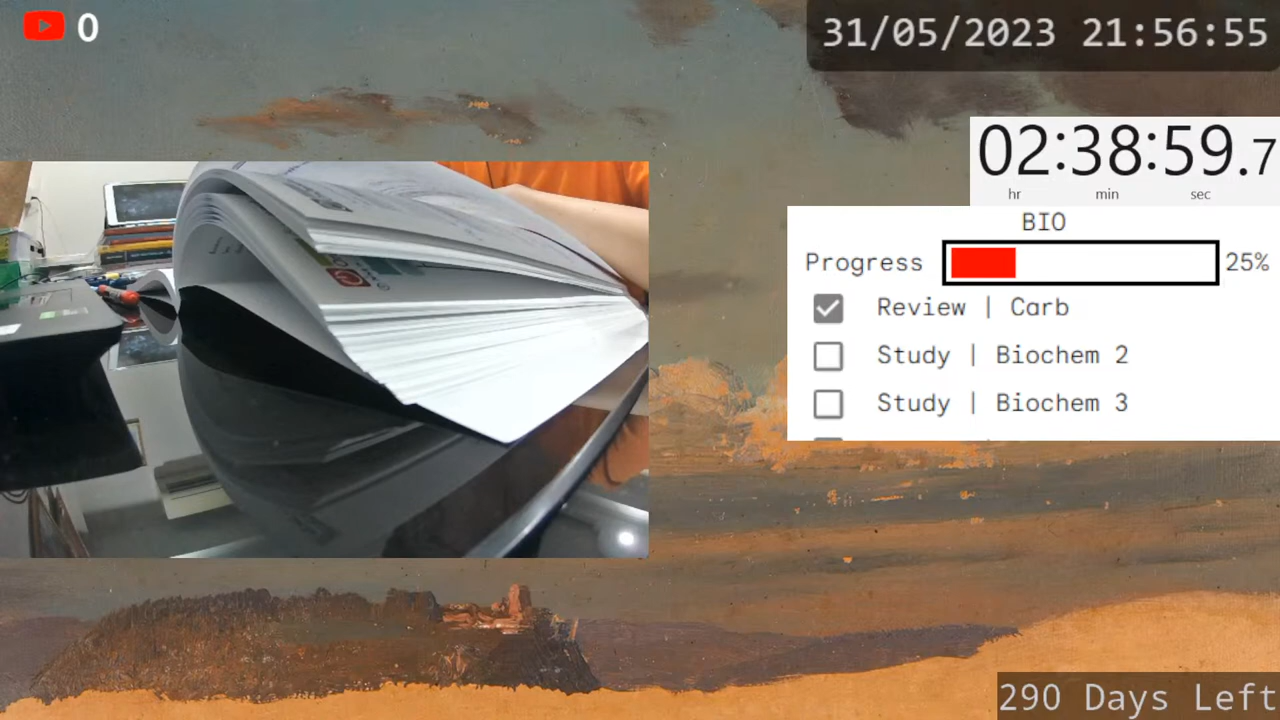 0
31/05/2023 21:56:55
02:38:59.7
hr min sec
BIO
Progress 25%
Review | Carb
Study | Biochem 2
Study | Biochem 3
290 Days Left